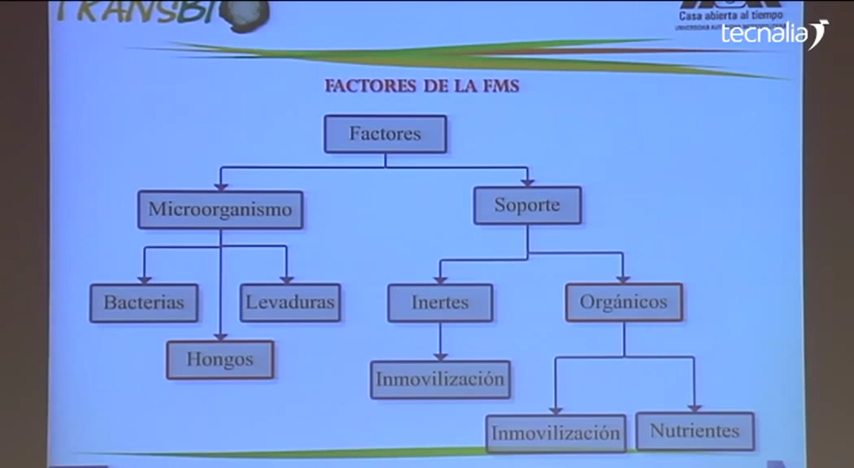 TRANSBIO
Casa abierta al tiempo
tecnalia
FACTORES DE LA FMS
Factores
Microorganismo
Soporte
Bacterias
Levaduras
Inertes
Orgánicos
Hongos
Inmovilización
Inmovilización
Nutrientes